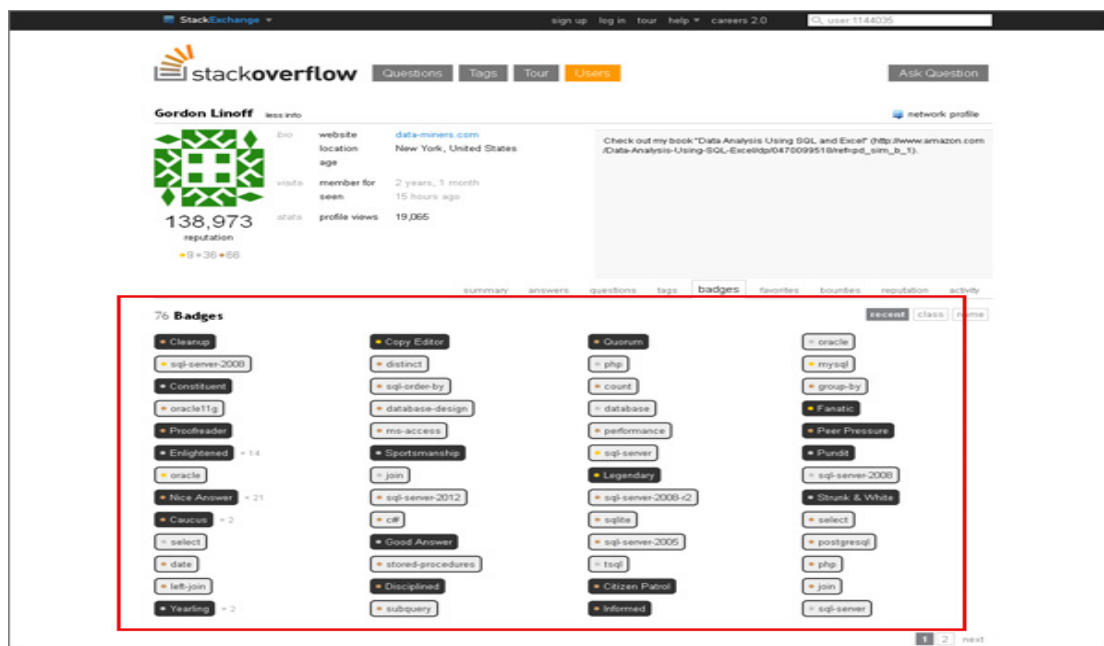 StackExchange ▼ sign up log in tour help ▼ careers 2.0 user:1144035
stackoverflow Questions Tags Tour Users Ask Question
Gordon Linoff less info network profile
bio website data-miners.com
location New York, United States
age
visits member for 2 years, 1 month
seen 15 hours ago
stats profile views 19,065
138,973
reputation
●9 ●36 ●66
Check out my book "Data Analysis Using SQL and Excel" (http://www.amazon.com
/Data-Analysis-Using-SQL-Excel/dp/0470099518/ref=pd_sim_b_1).
summary answers questions tags badges favorites bounties reputation activity
76 Badges recent class name
Cleanup Copy Editor Quorum oracle
sql-server-2008 distinct php mysql
Constituent sql-order-by count group-by
oracle11g database-design database Fanatic
Proofreader ms-access performance Peer Pressure
Enlightened × 14 Sportsmanship sql-server Pundit
oracle join Legendary sql-server-2008
Nice Answer × 21 sql-server-2012 sql-server-2008-r2 Strunk & White
Caucus × 2 c# sqlite select
select Good Answer sql-server-2005 postgresql
date stored-procedures tsql php
left-join Disciplined Citizen Patrol join
Yearling × 2 subquery Informed sql-server
1 2 next